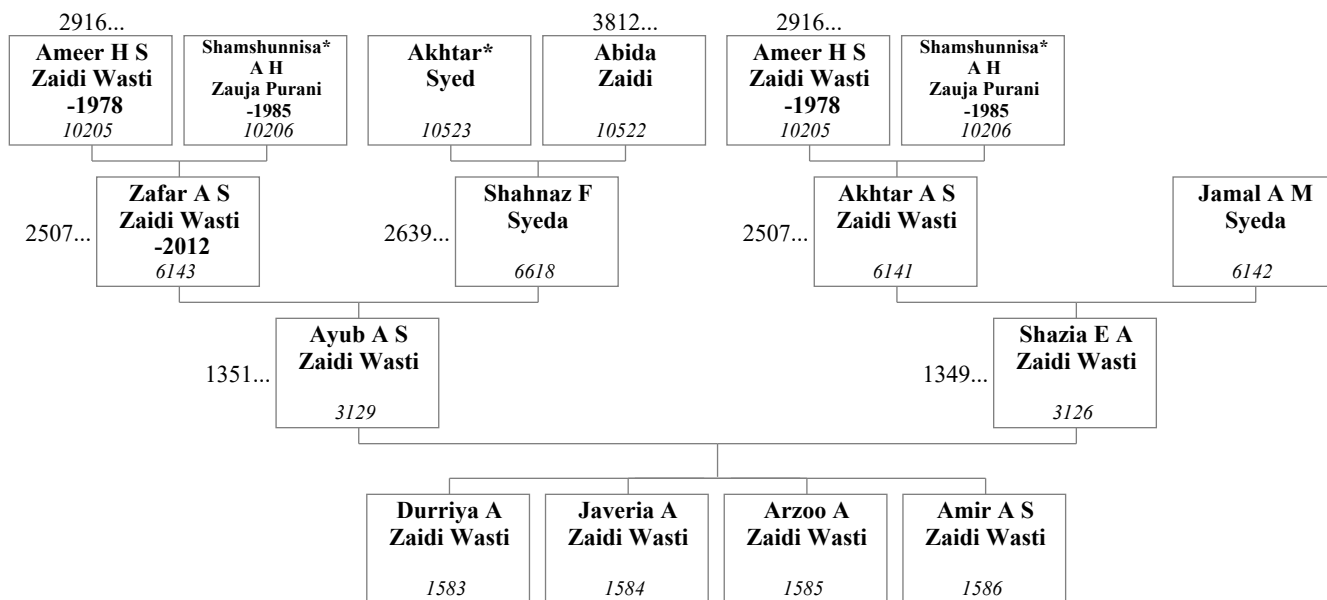 2916...
3812...
2916...
Ameer H S
Zaidi Wasti
-1978
10205
Shamshunnisa*
A H
Zauja Purani
-1985
10206
Akhtar*
Syed
10523
Abida
Zaidi
10522
Ameer H S
Zaidi Wasti
-1978
10205
Shamshunnisa*
A H
Zauja Purani
-1985
10206
2507...
Zafar A S
Zaidi Wasti
-2012
6143
2639...
Shahnaz F
Syeda
6618
2507...
Akhtar A S
Zaidi Wasti
6141
Jamal A M
Syeda
6142
1351...
Ayub A S
Zaidi Wasti
3129
1349...
Shazia E A
Zaidi Wasti
3126
Durriya A
Zaidi Wasti
1583
Javeria A
Zaidi Wasti
1584
Arzoo A
Zaidi Wasti
1585
Amir A S
Zaidi Wasti
1586